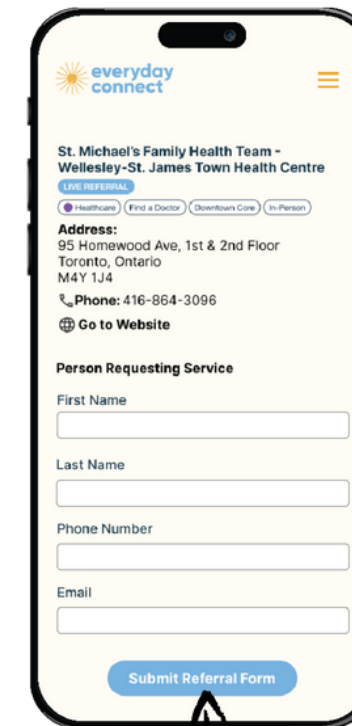 everyday
connect
St. Michael's Family Health Team -
Wellesley-St. James Town Health Centre
LIVE REFERRAL
Healthcare Find a Doctor Downtown Core In-Person
Address:
95 Homewood Ave, 1st & 2nd Floor
Toronto, Ontario
M4Y 1J4
Phone: 416-864-3096
Go to Website
Person Requesting Service
First Name
Last Name
Phone Number
Email
Submit Referral Form